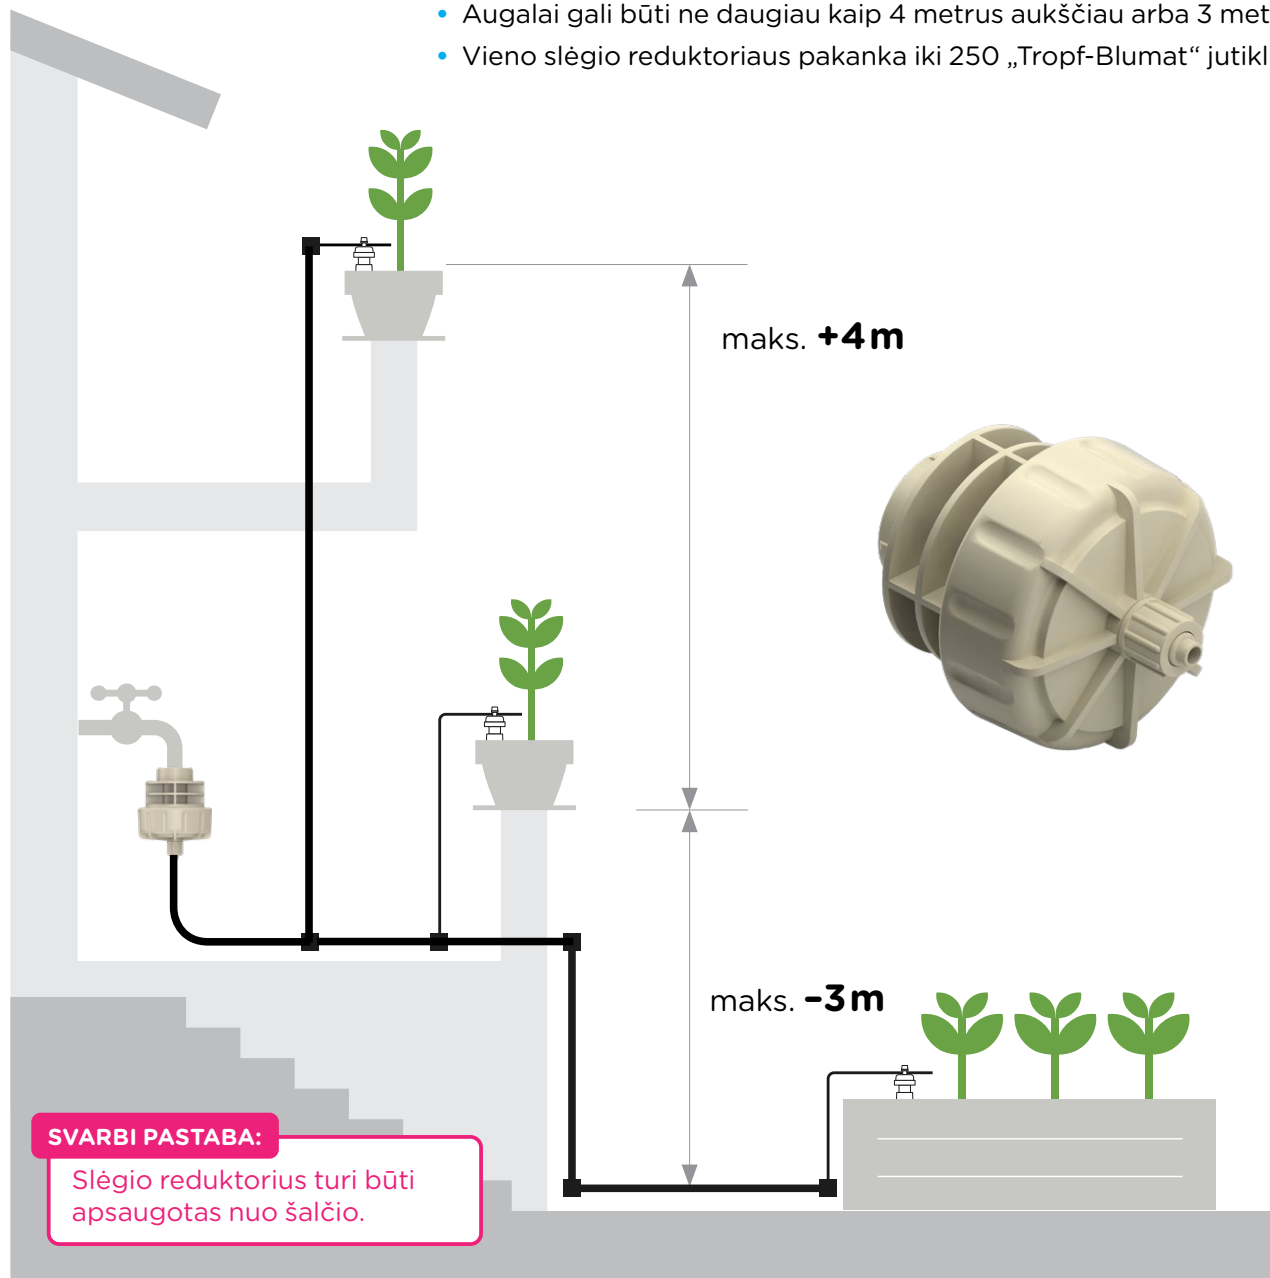 • Augalai gali būti ne daugiau kaip 4 metrus aukščiau arba 3 met
• Vieno slėgio reduktoriaus pakanka iki 250 „Tropf-Blumat“ jutikl
maks. +4m
maks. -3m
SVARBI PASTABA:
Slėgio reduktorius turi būti
apsaugotas nuo šalčio.